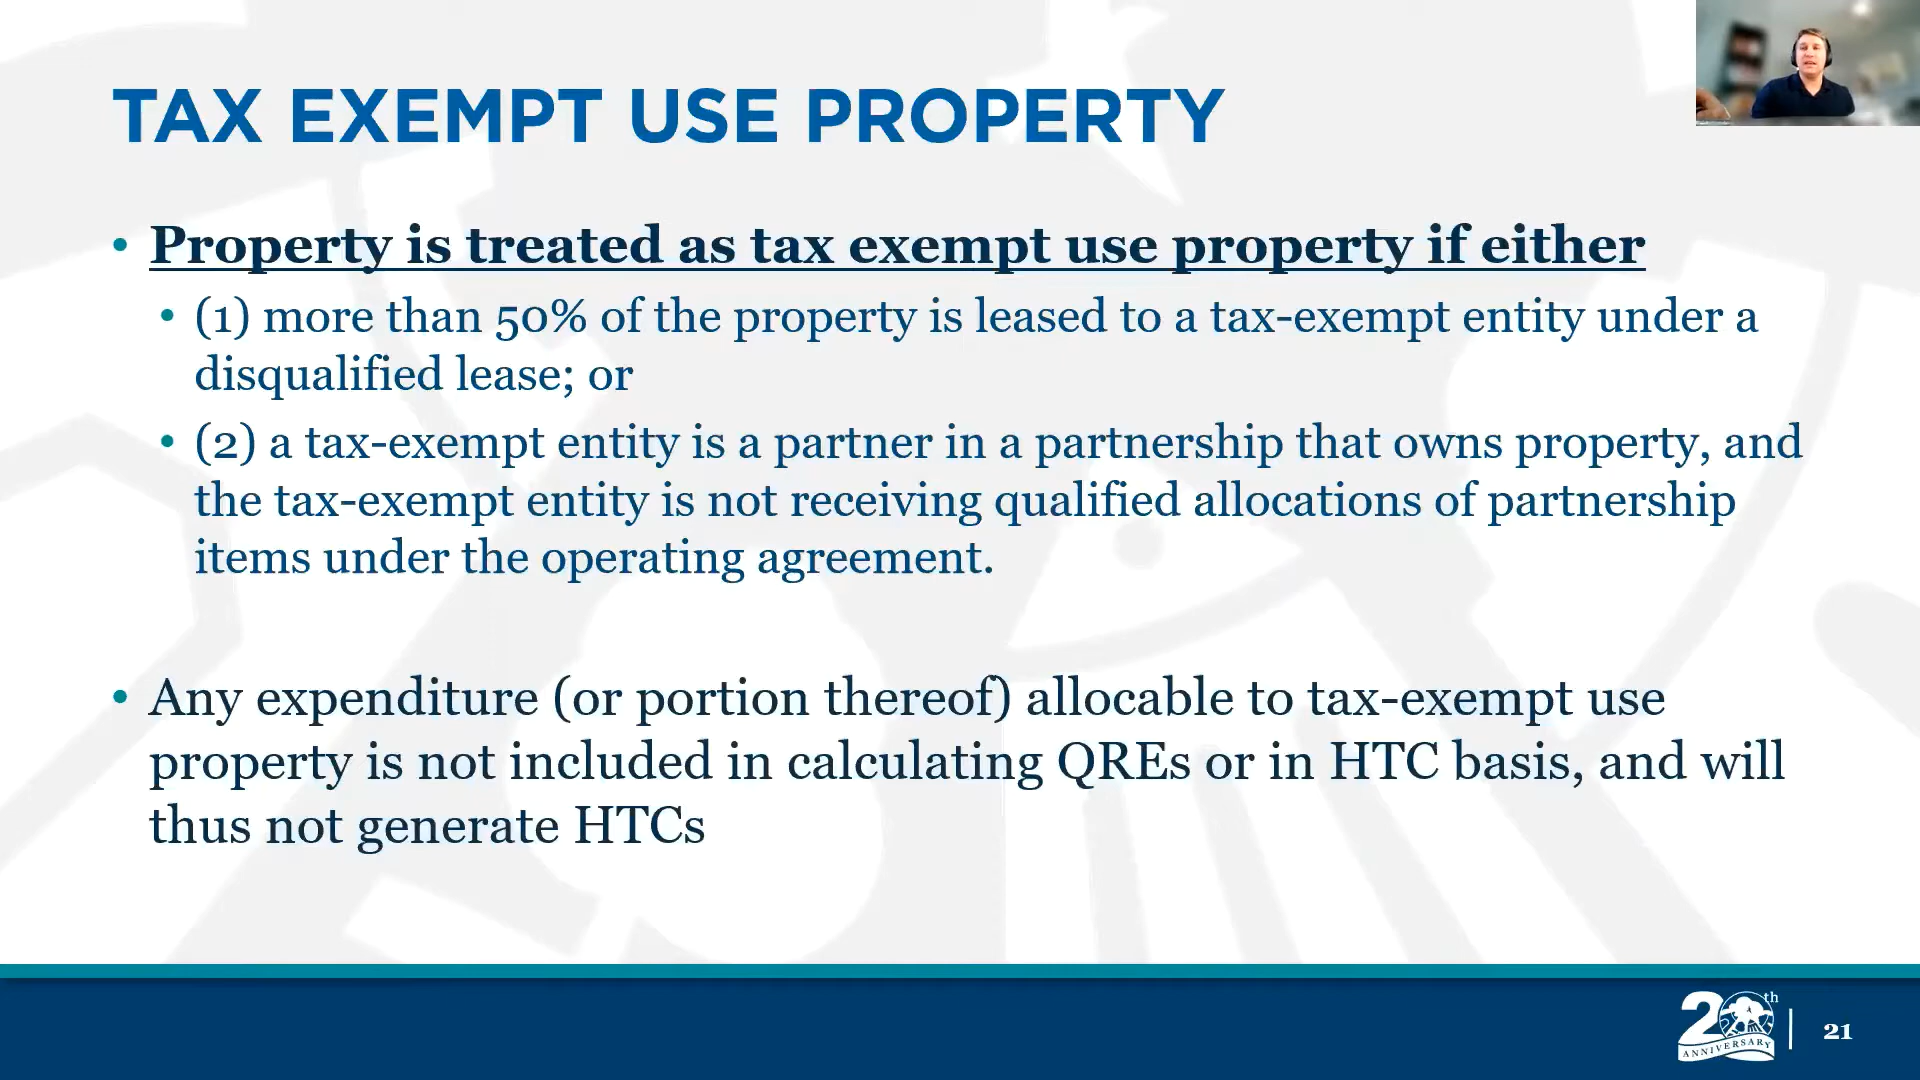 TAX EXEMPT USE PROPERTY
• Property is treated as tax exempt use property if either
• (1) more than 50% of the property is leased to a tax-exempt entity under a
disqualified lease; or
• (2) a tax-exempt entity is a partner in a partnership that owns property, and
the tax-exempt entity is not receiving qualified allocations of partnership
items under the operating agreement.
• Any expenditure (or portion thereof) allocable to tax-exempt use
property is not included in calculating QREs or in HTC basis, and will
thus not generate HTCs
20th
ANNIVERSARY
21